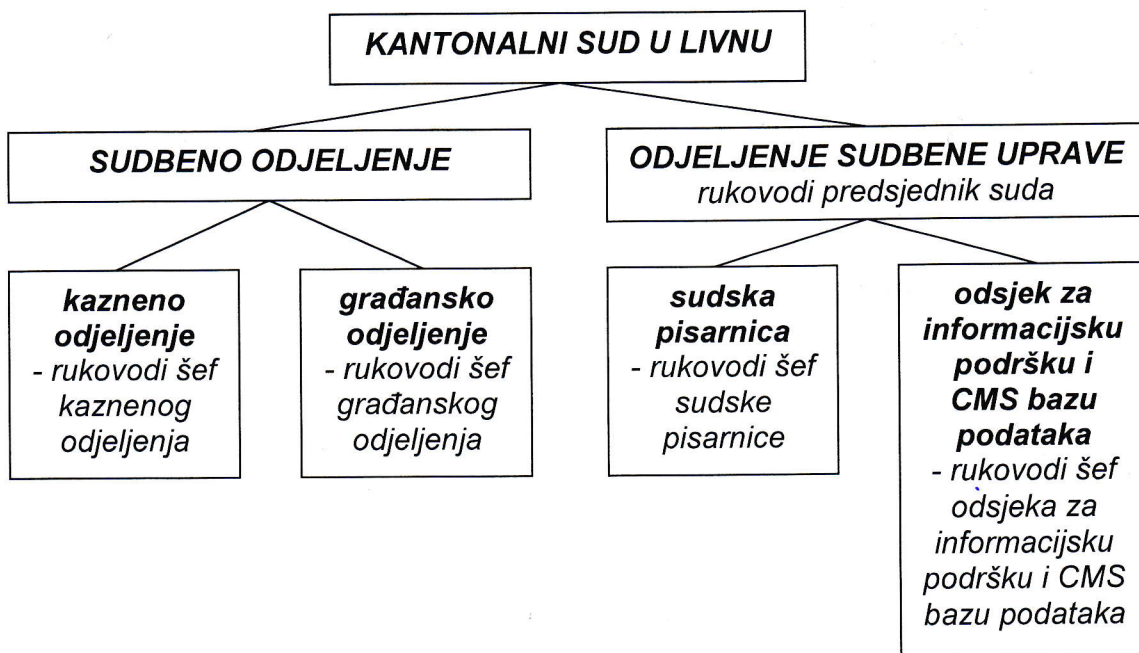 KANTONALNI SUD U LIVNU
SUDBENO ODJELJENJE
ODJELJENJE SUDBENE UPRAVE
rukovodi predsjednik suda
kazneno
odjeljenje
- rukovodi šef
kaznenog
odjeljenja
građansko
odjeljenje
- rukovodi šef
građanskog
odjeljenja
sudska
pisarnica
- rukovodi šef
sudske
pisarnice
odsjek za
informacijsku
podršku i
CMS bazu
podataka
- rukovodi šef
odsjeka za
informacijsku
podršku i CMS
bazu podataka